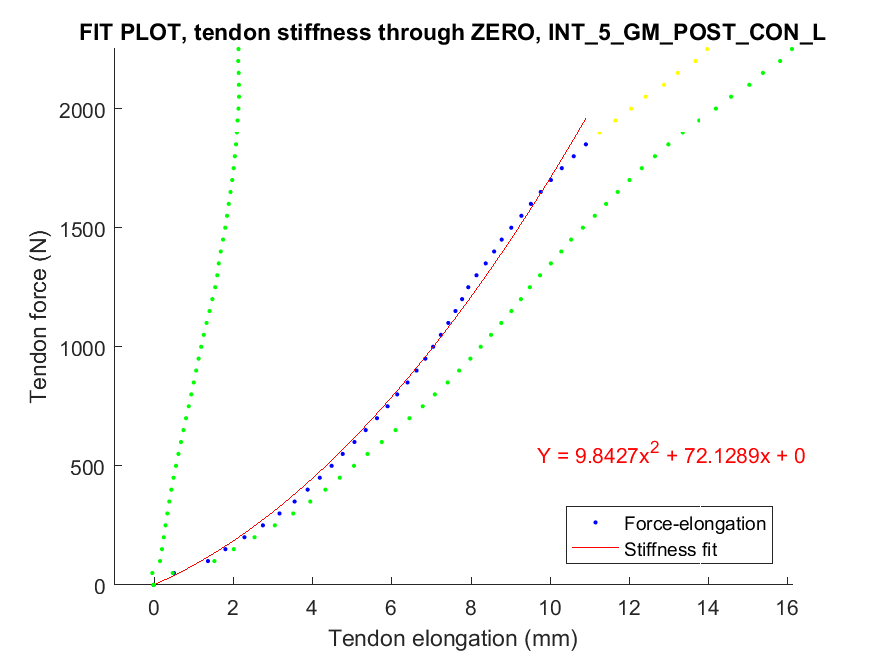 FIT PLOT, tendon stiffness through ZERO, INT_5_GM_POST_CON_L
2000
1500
1000
500
0
Tendon force (N)
Y = 9.8427x² + 72.1289x + 0
Force-elongation
Stiffness fit
0 2 4 6 8 10 12 14 16
Tendon elongation (mm)